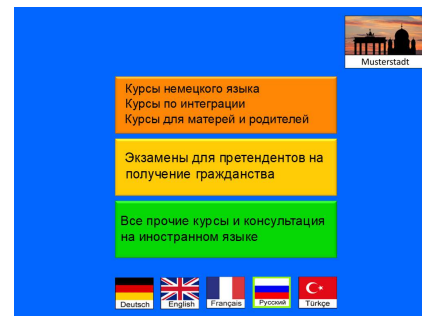 Musterstadt
Курсы немецкого языка
Курсы по интеграции
Курсы для матерей и родителей
Экзамены для претендентов на
получение гражданства
Все прочие курсы и консультация
на иностранном языке
Deutsch
English
Français
Русский
Türkçe